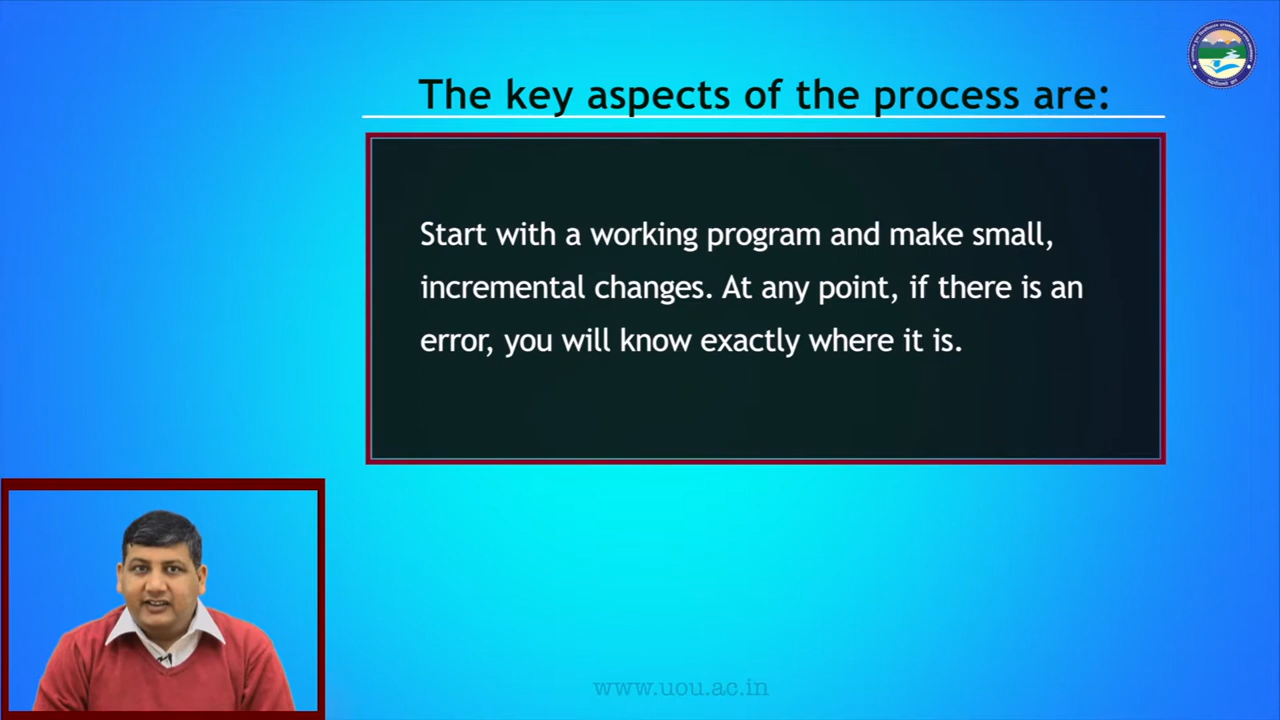 The key aspects of the process are:
Start with a working program and make small,
incremental changes. At any point, if there is an
error, you will know exactly where it is.
www.uou.ac.in